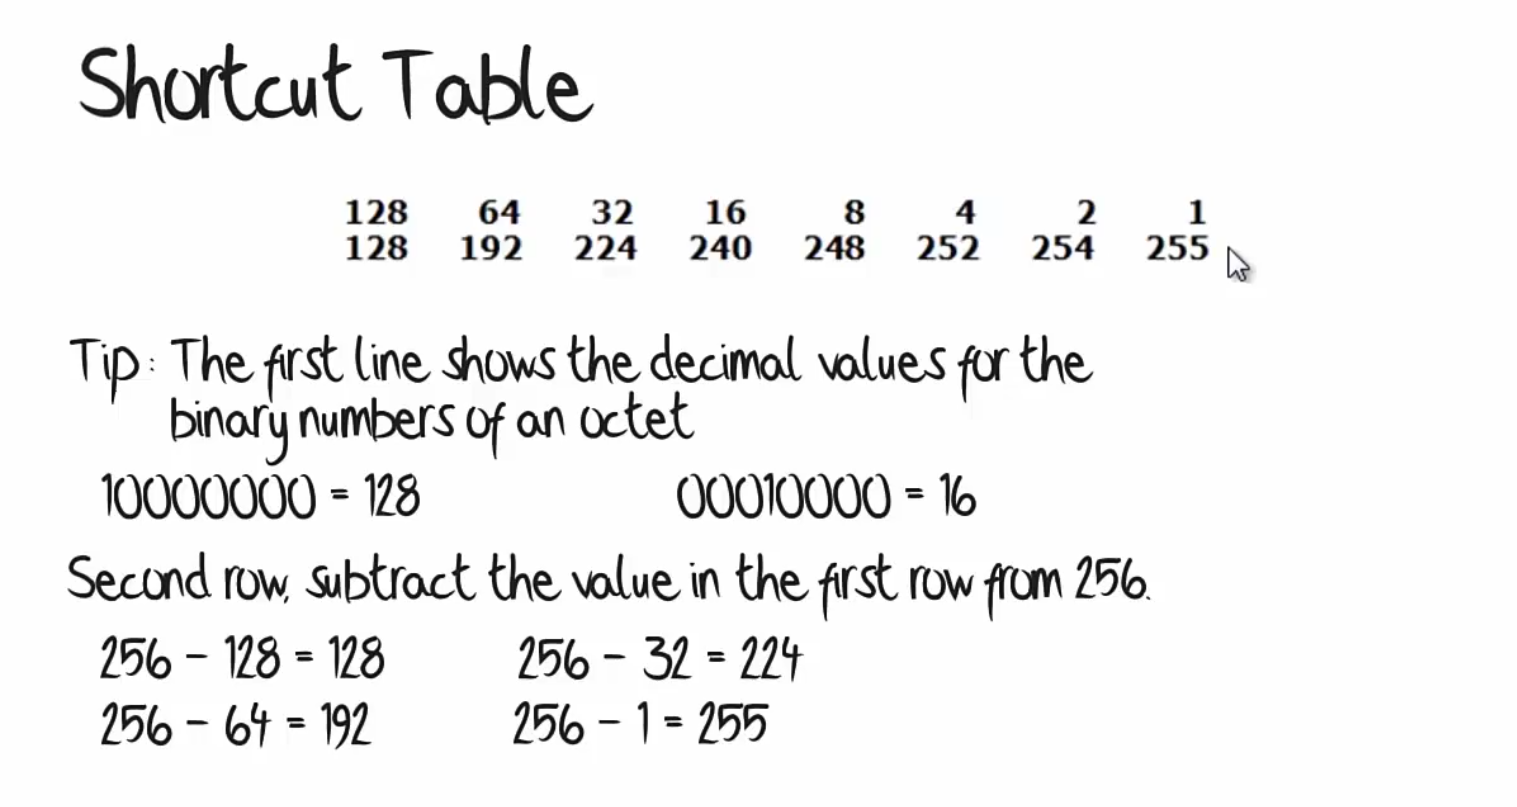 Shortcut Table
128 64 32 16 8 4 2 1
128 192 224 240 248 252 254 255
Tip: The first line shows the decimal values for the
binary numbers of an octet
10000000 = 128 00010000 = 16
Second row, subtract the value in the first row from 256.
256 - 128 = 128 256 - 32 = 224
256 - 64 = 192 256 - 1 = 255